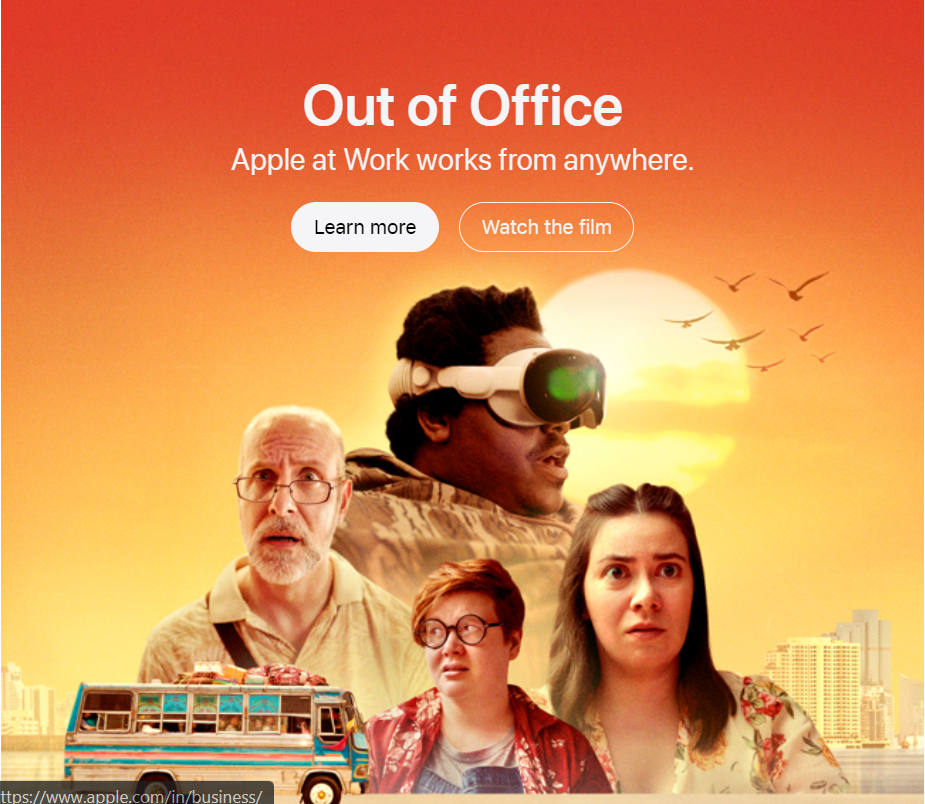 Out of Office
Apple at Work works from anywhere.
Learn more
Watch the film
ttps://www.apple.com/in/business/